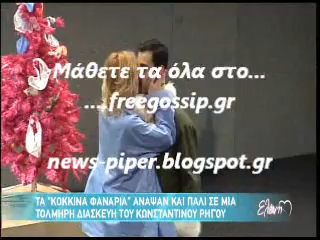 Μάθετε τα όλα στο...
....freegossip.gr
news-piper.blogspot.gr
ΤΑ "ΚΟΚΚΙΝΑ ΦΑΝΑΡΙΑ" ΑΝΑΨΑΝ ΚΑΙ ΠΑΛΙ ΣΕ ΜΙΑ
ΤΟΛΜΗΡΗ ΔΙΑΣΚΕΥΗ ΤΟΥ ΚΩΝΣΤΑΝΤΙΝΟΥ ΡΗΓΟΥ
Ελένη